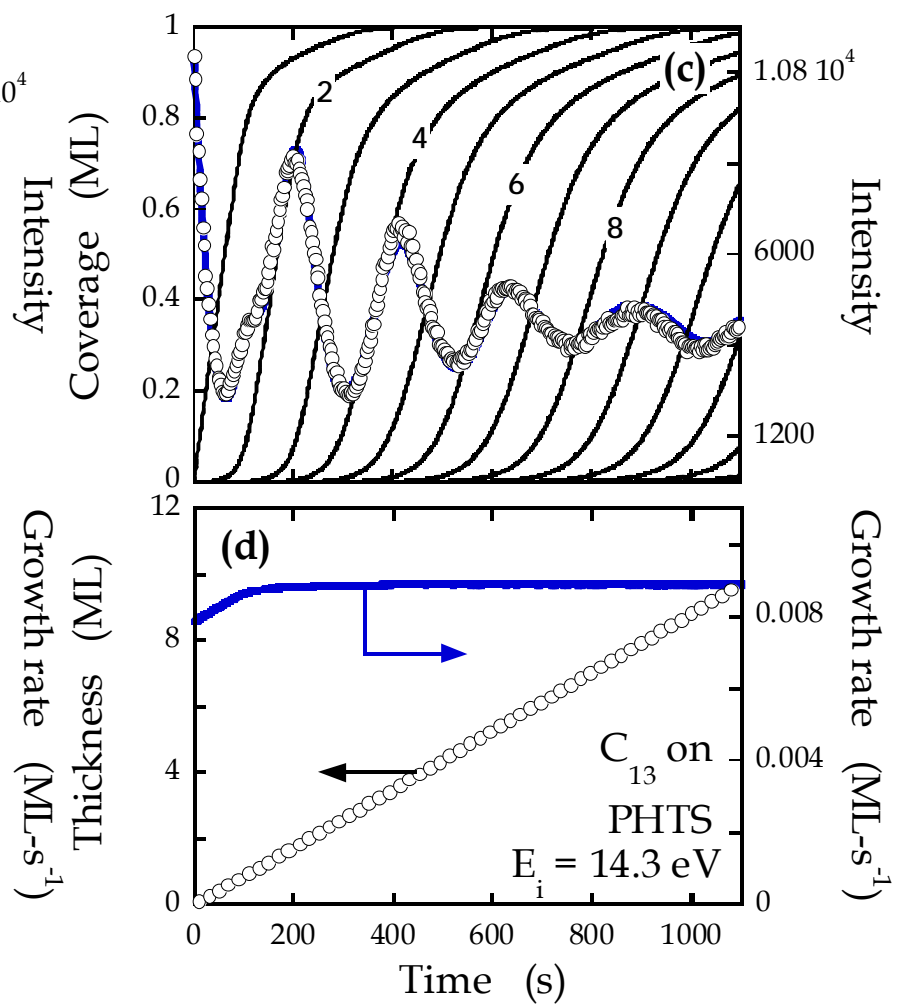 10⁴
Intensity
Coverage (ML)
1
0.8
0.6
0.4
0.2
0
(c)
2
4
6
8
1.08 10⁴
6000
1200
Intensity
Growth rate (ML-s⁻¹)
Thickness (ML)
12
8
4
0
(d)
C₁₃ on
PHTS
Eᵢ = 14.3 eV
0.008
0.004
0
Growth rate (ML-s⁻¹)
0 200 400 600 800 1000
Time (s)